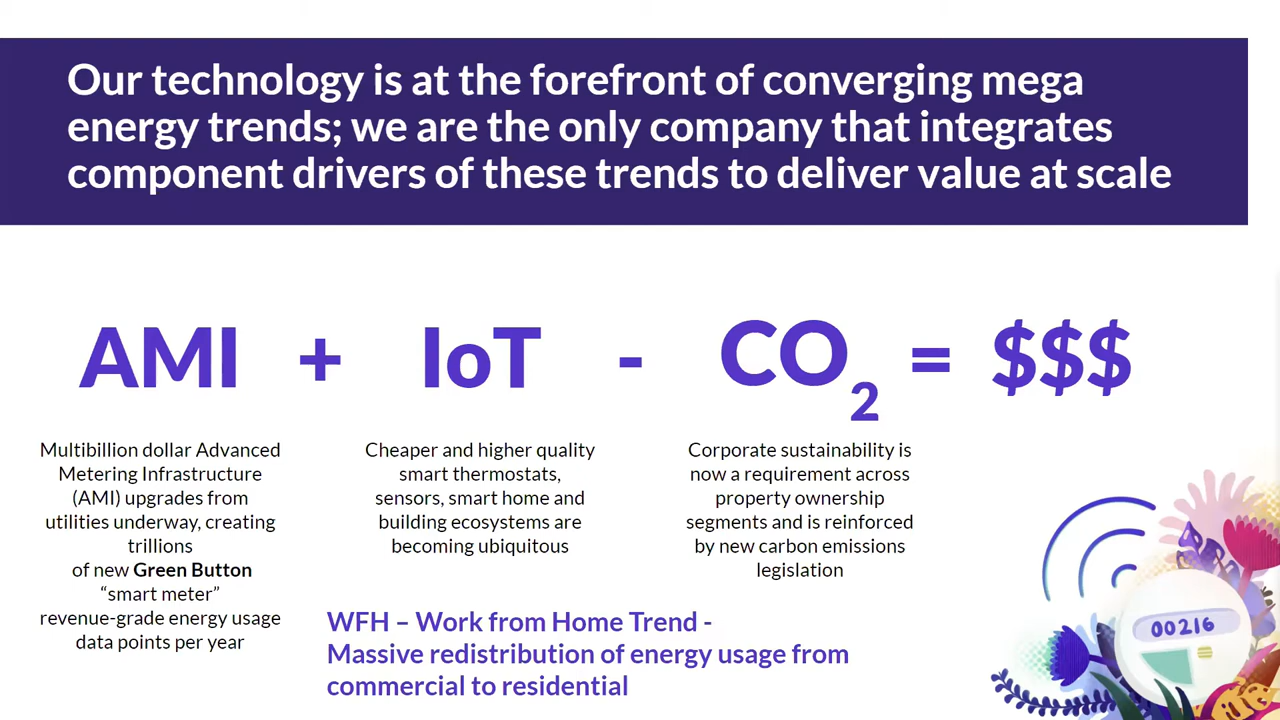 Our technology is at the forefront of converging mega
energy trends; we are the only company that integrates
component drivers of these trends to deliver value at scale
AMI + IoT - CO₂ = $$$
Multibillion dollar Advanced
Metering Infrastructure
(AMI) upgrades from
utilities underway, creating
trillions
of new Green Button
“smart meter”
revenue-grade energy usage
data points per year
Cheaper and higher quality
smart thermostats,
sensors, smart home and
building ecosystems are
becoming ubiquitous
Corporate sustainability is
now a requirement across
property ownership
segments and is reinforced
by new carbon emissions
legislation
WFH – Work from Home Trend -
Massive redistribution of energy usage from
commercial to residential
00216